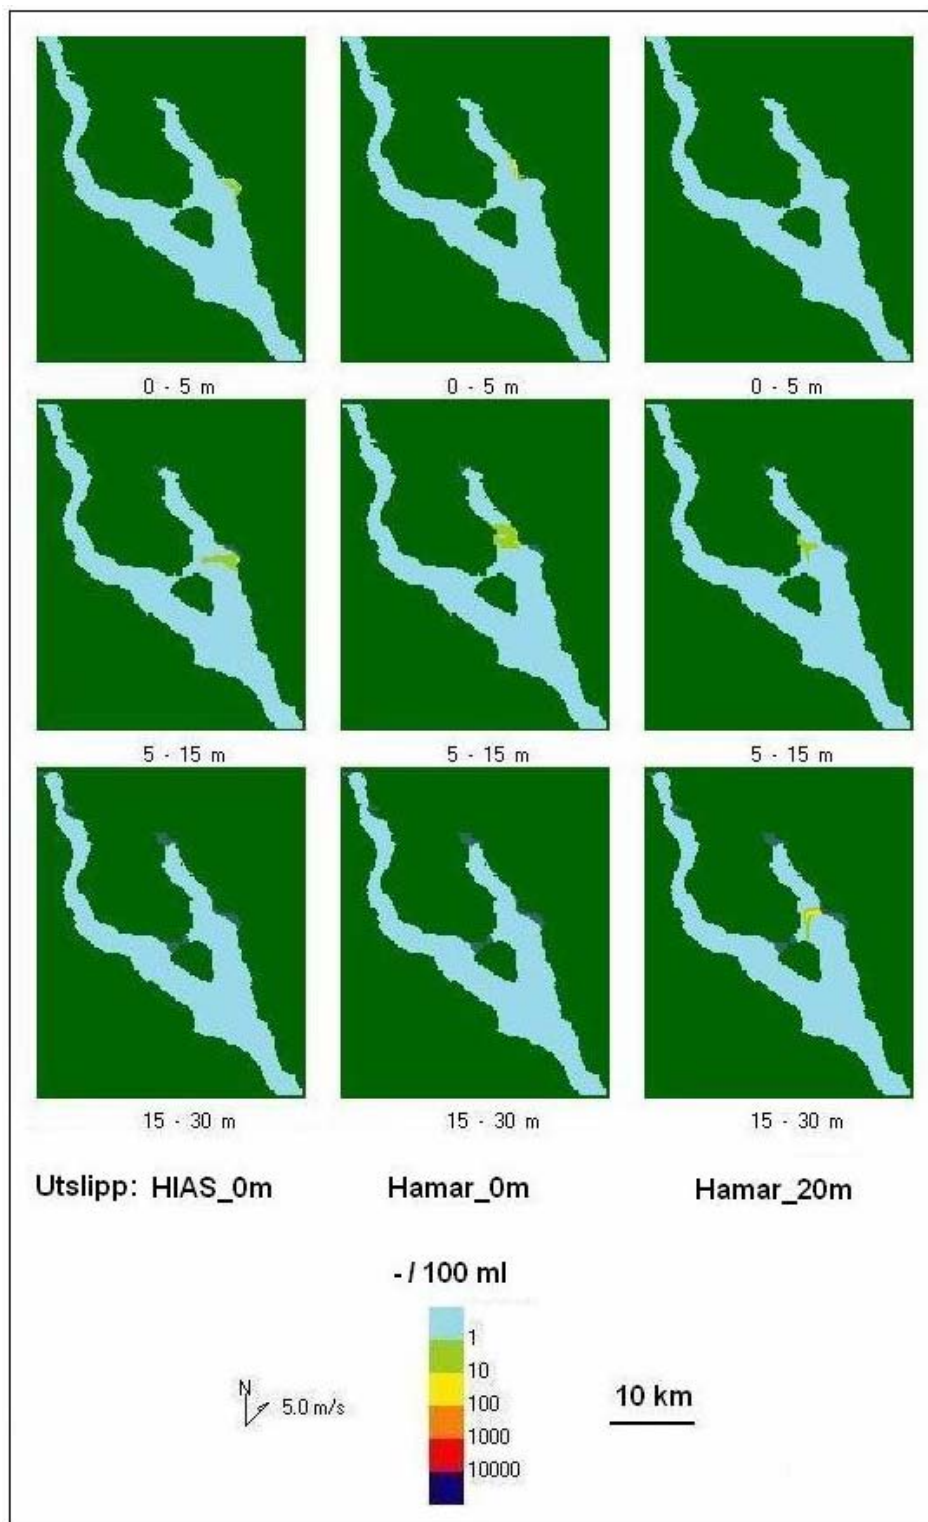 0 - 5 m 0 - 5 m 0 - 5 m
5 - 15 m 5 - 15 m 5 - 15 m
15 - 30 m 15 - 30 m 15 - 30 m
Utslipp: HIAS_0m Hamar_0m Hamar_20m
- / 100 ml
1
10
100
1000
10000
N
5.0 m/s
10 km